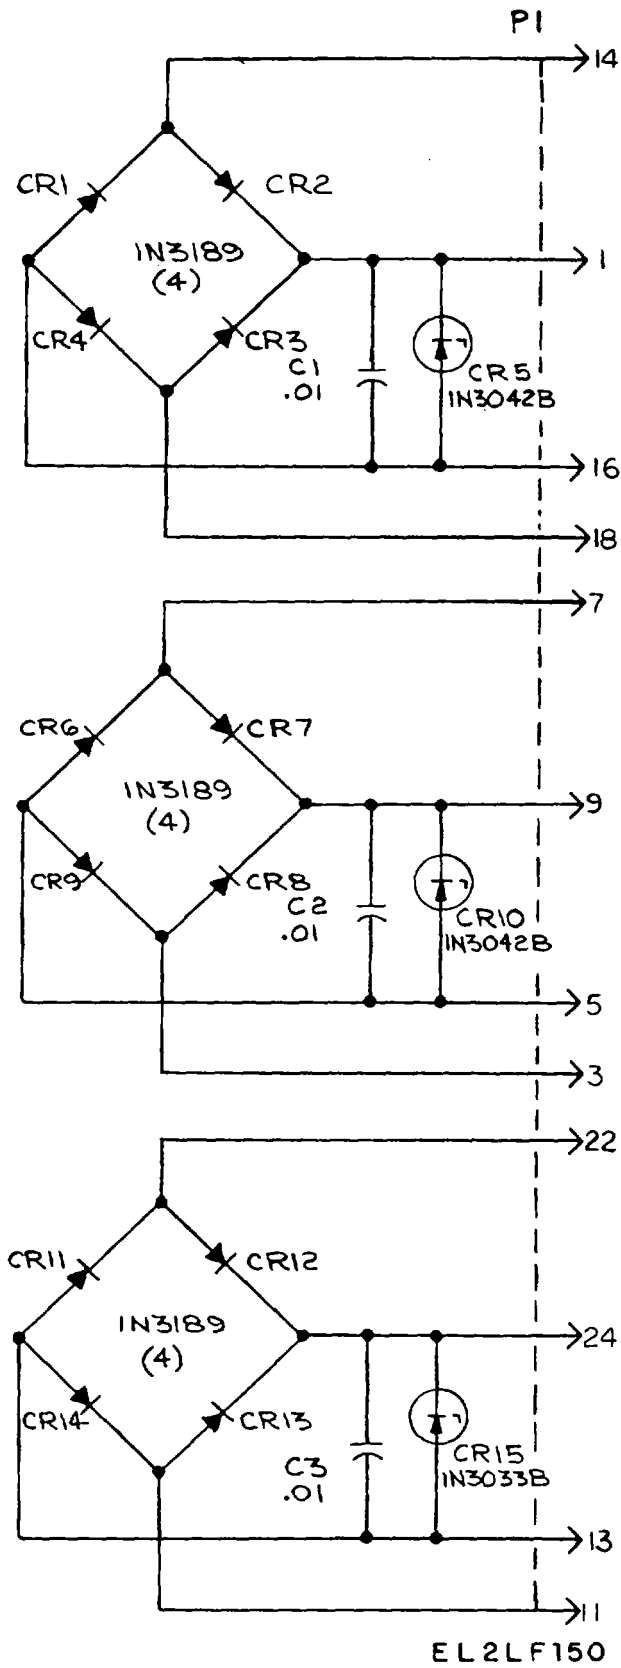 P1
14
CR1
CR2
1N3189
(4)
1
CR4
CR3
C1
.01
CR5
1N3042B
16
18
7
CR6
CR7
1N3189
(4)
9
CR9
CR8
C2
.01
CR10
1N3042B
5
3
22
CR11
CR12
1N3189
(4)
24
CR14
CR13
C3
.01
CR15
1N3033B
13
11
EL2LF150